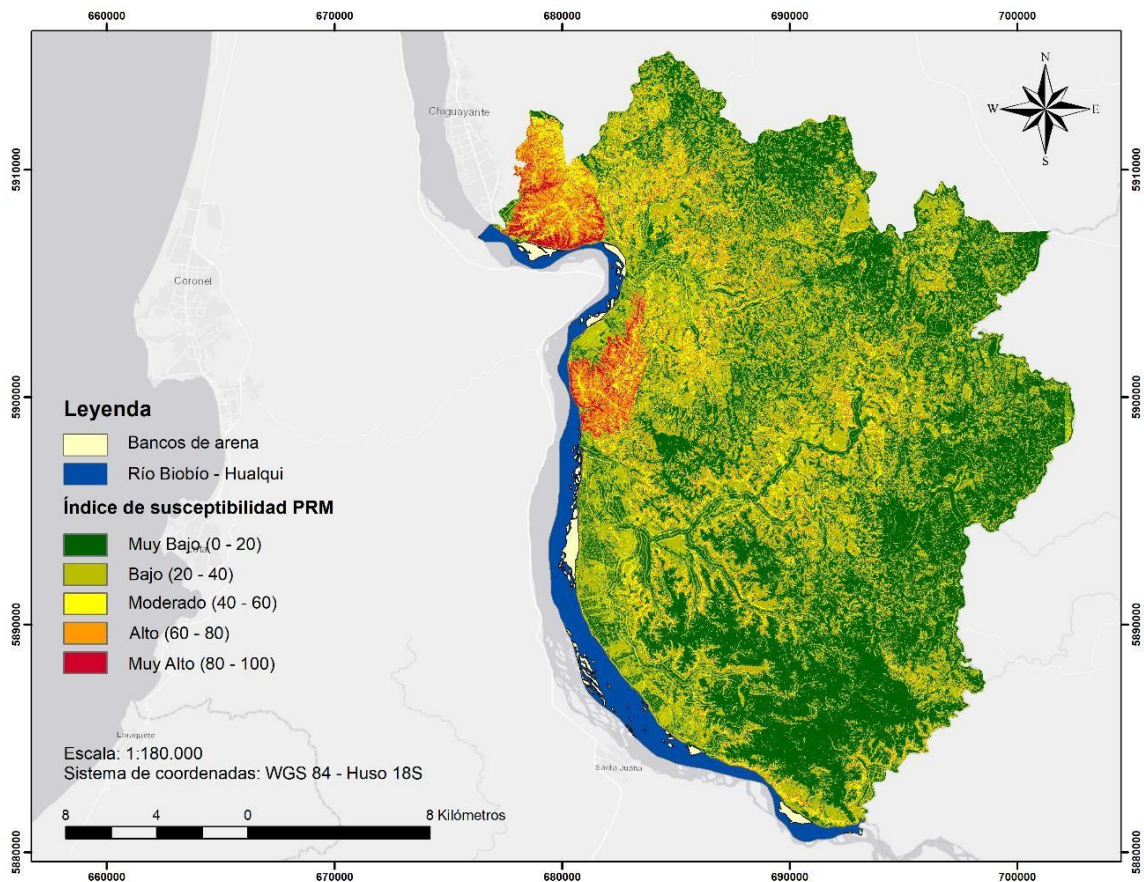 660000 670000 680000 690000 700000
N
W E
S
Chiguayante
5910000 5910000
Coronel
5900000 5900000
Leyenda
Bancos de arena
Río Biobío - Hualqui
Índice de susceptibilidad PRM
Muy Bajo (0 - 20)
Bajo (20 - 40)
Moderado (40 - 60)
Alto (60 - 80)
Muy Alto (80 - 100)
5890000 5890000
Laraquete
Escala: 1:180.000
Sistema de coordenadas: WGS 84 - Huso 18S
Santa Juana
8 4 0 8 Kilómetros
5880000 5880000
660000 670000 680000 690000 700000